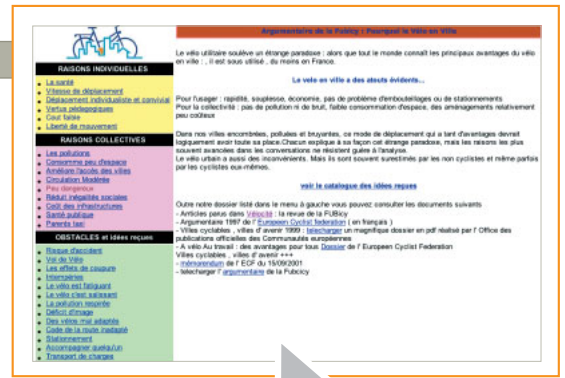 RAISONS INDIVIDUELLES
La santé
Vitesse de déplacement
Déplacement individualiste et convivial
Vertus pédagogiques
Cout faible
Liberté de mouvement
RAISONS COLLECTIVES
Les pollutions
Consomme peu d'espace
Améliore l'accès des villes
Circulation Modérée
Peu dangereux
Réduit inégalités sociales
Coût des infrastructures
Santé publique
Parents taxi
OBSTACLES et idées reçues
Risque d'accident
Vol de Vélo
Les effets de coupure
Intempéries
Le vélo est fatiguant
Le vélo c'est salissant
La pollution respirée
Déficit d'image
Des vélos mal adaptés
Code de la route inadapté
Stationnement
Accompagner quelqu'un
Transport de charges
Argumentaire de la Fubicy : Pourquoi le Vélo en Ville
Le vélo utilitaire soulève un étrange paradoxe : alors que tout le monde connaît les principaux avantages du vélo
en ville : , il est sous utilisé , du moins en France.
Le velo en ville a des atouts évidents...
Pour l'usager : rapidité, souplesse, économie, pas de problème d'embouteillages ou de stationnements
Pour la collectivité : pas de pollution ni de bruit, faible consommation d'espace, des aménagements relativement
peu coûteux
Dans nos villes encombrées, polluées et bruyantes, ce mode de déplacement qui a tant d'avantages devrait
logiquement avoir toute sa place.Chacun explique à sa façon cet étrange paradoxe, mais les raisons les plus
souvent avancées dans les conversations ne résistent guère à l'analyse.
Le vélo urbain a aussi des inconvénients. Mais ils sont souvent surestimés par les non cyclistes et même parfois
par les cyclistes eux-mêmes.
voir le catalogue des idées reçues
Outre notre dossier listé dans le menu à gauche vous pouvez consulter les documents suivants
- Articles parus dans Vélocité : la revue de la FUBicy
- Argumentaire 1997 de l' European Cyclist Federation ( en français )
- Villes cyclables , villes d' avenir 1999 : telecharger un magnifique dossier en pdf réalisé par l' Office des
publications officielles des Communautés européennes
- A vélo Au travail : des avantages pour tous Dossier de l' European Cyclist Federation
Villes cyclables , villes d' avenir +++
- mémorendum de l' ECF du 15/09/2001
- telecharger l' argumentaire de la Fubcicy